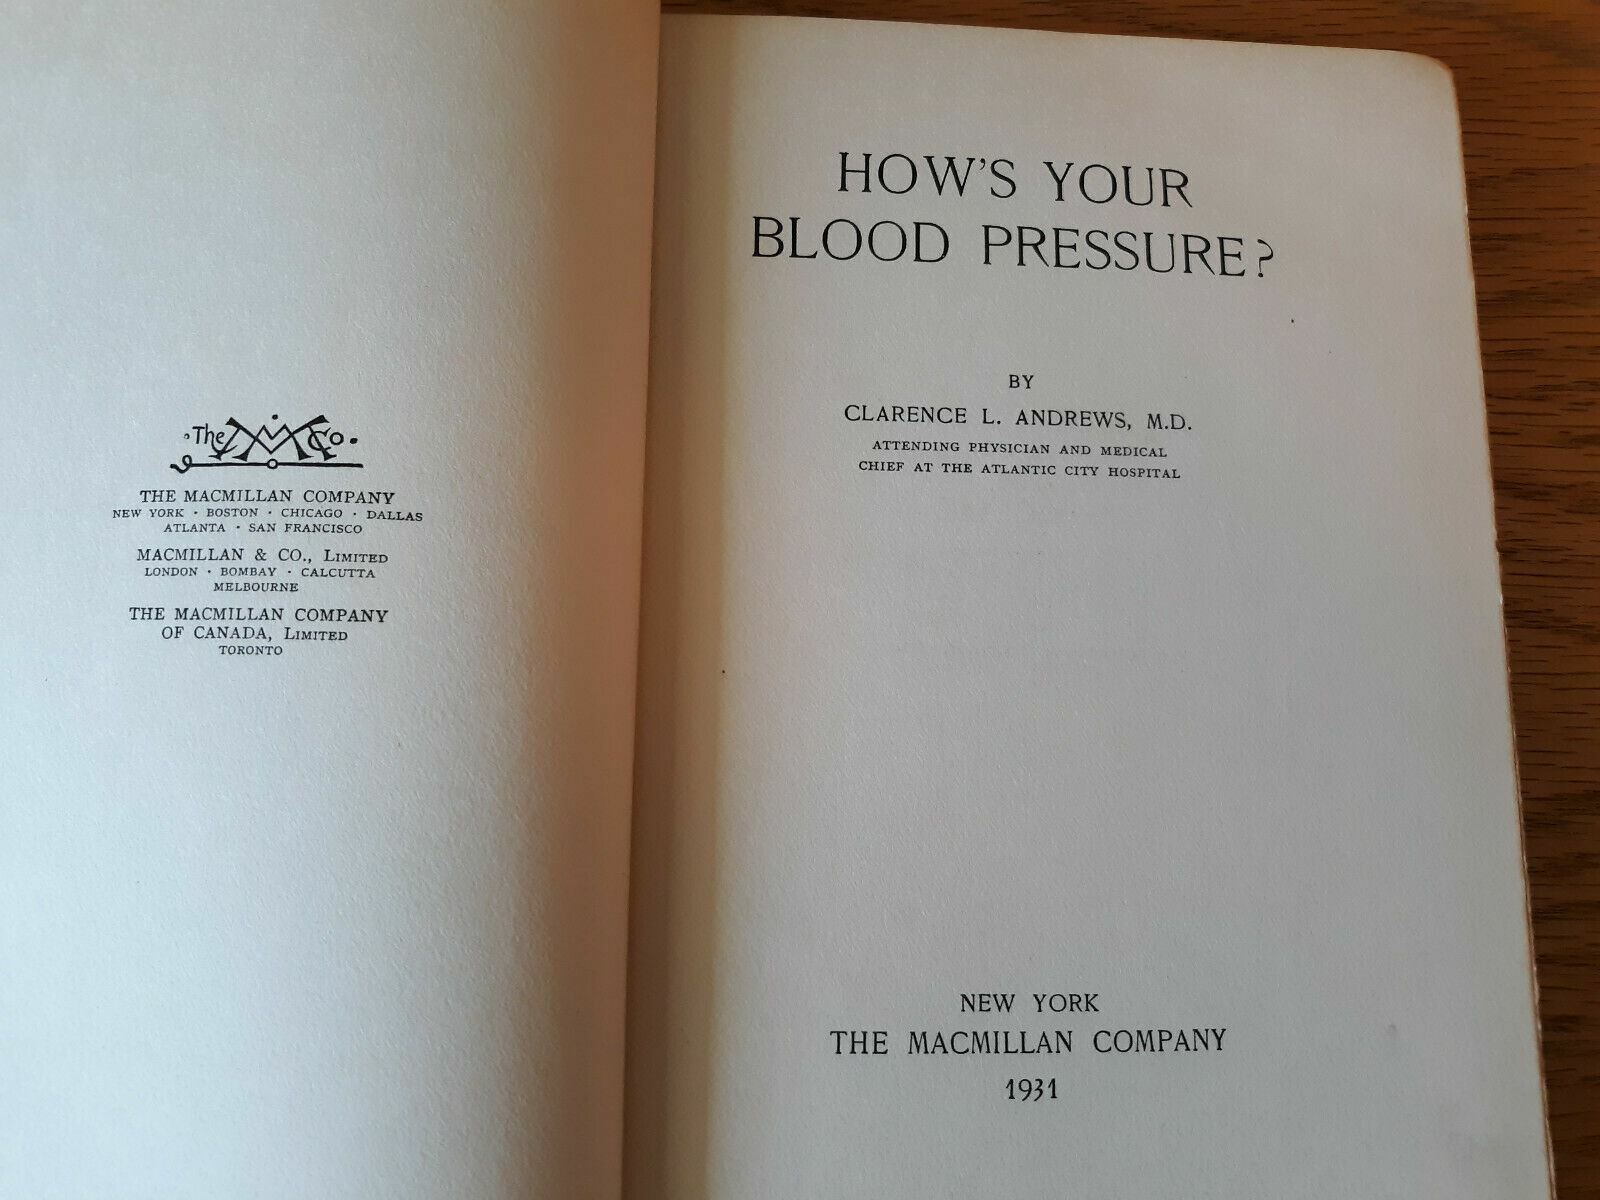 The MM Co.
THE MACMILLAN COMPANY
NEW YORK · BOSTON · CHICAGO · DALLAS
ATLANTA · SAN FRANCISCO
MACMILLAN & CO., LIMITED
LONDON · BOMBAY · CALCUTTA
MELBOURNE
THE MACMILLAN COMPANY
OF CANADA, LIMITED
TORONTO
HOW'S YOUR
BLOOD PRESSURE?
BY
CLARENCE L. ANDREWS, M.D.
ATTENDING PHYSICIAN AND MEDICAL
CHIEF AT THE ATLANTIC CITY HOSPITAL
NEW YORK
THE MACMILLAN COMPANY
1931